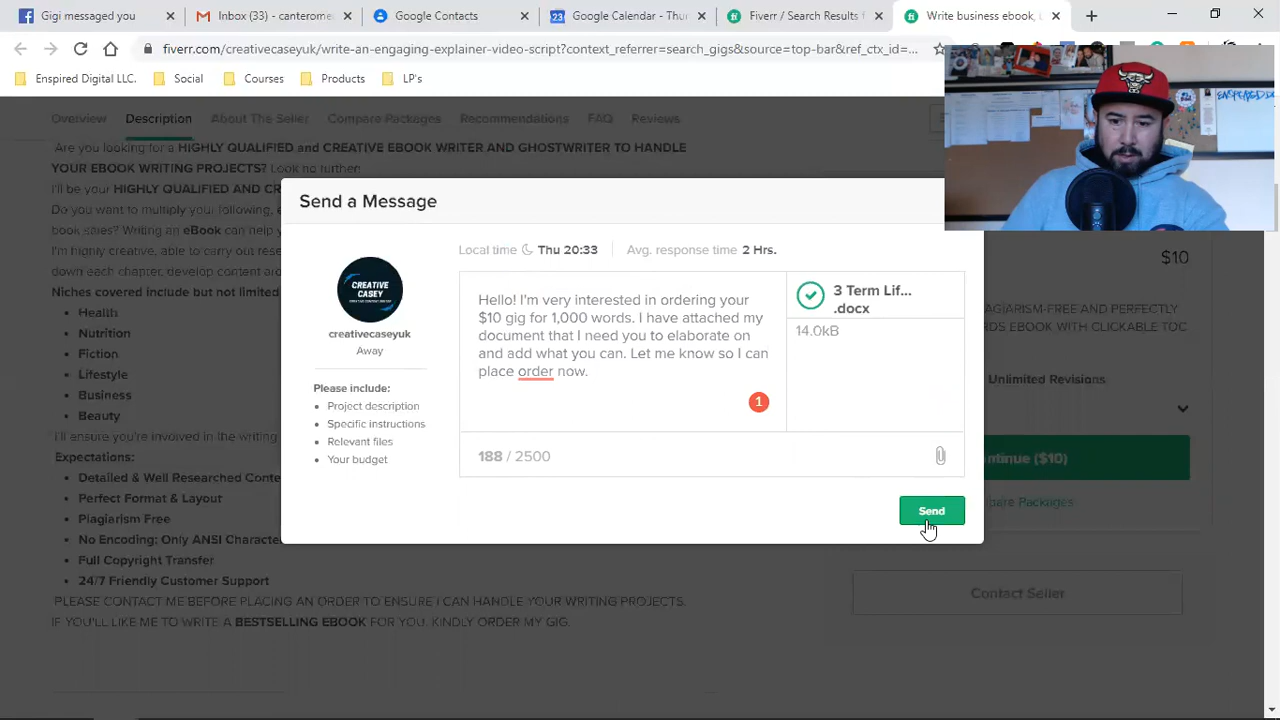 Gigi messaged you
Inbox (33) - canterome
Google Contacts
23 Google Calendar - Thu
Fiverr / Search Results f
Write business ebook,
fiverr.com/creativecaseyuk/write-an-engaging-explainer-video-script?context_referrer=search_gigs&source=top-bar&ref_ctx_id=...
Enspired Digital LLC.
Social
Courses
Products
LP's
Overview
Description
About The Seller
Compare Packages
Recommendations
FAQ
Reviews
Are you looking for a HIGHLY QUALIFIED and CREATIVE EBOOK WRITER AND GHOSTWRITER TO HANDLE
YOUR EBOOK WRITING PROJECTS? Look no further.
I'll be your HIGHLY QUALIFIED AND CR
Do you want to multiply your following, e
book sales? Writing an eBook can help y
I'm highly creative, able to carry out rese
down each chapter, develop content aro
Niches covered include but not limited
Health
Nutrition
Fiction
Lifestyle
Business
Beauty
I'll ensure you're involved in the writing
Expectations:
Detailed & Well Researched Conte
Perfect Format & Layout
Plagiarism Free
No Encoding; Only ANSI Characte
Full Copyright Transfer
24/7 Friendly Customer Support
PLEASE CONTACT ME BEFORE PLACING AN ORDER TO ENSURE I CAN HANDLE YOUR WRITING PROJECTS.
IF YOU'LL LIKE ME TO WRITE A BESTSELLING EBOOK FOR YOU. KINDLY ORDER MY GIG.
Send a Message
Local time Thu 20:33
Avg. response time 2 Hrs.
CREATIVE
CASEY
creativecaseyuk
Away
Please include:
Project description
Specific instructions
Relevant files
Your budget
Hello! I'm very interested in ordering your
$10 gig for 1,000 words. I have attached my
document that I need you to elaborate on
and add what you can. Let me know so I can
place order now.
1
3 Term Lif...
.docx
14.0kB
188 / 2500
Send
$10
AGIARISM-FREE AND PERFECTLY
RDS EBOOK WITH CLICKABLE TOC
Unlimited Revisions
ntinue ($10)
pare Packages
Contact Seller